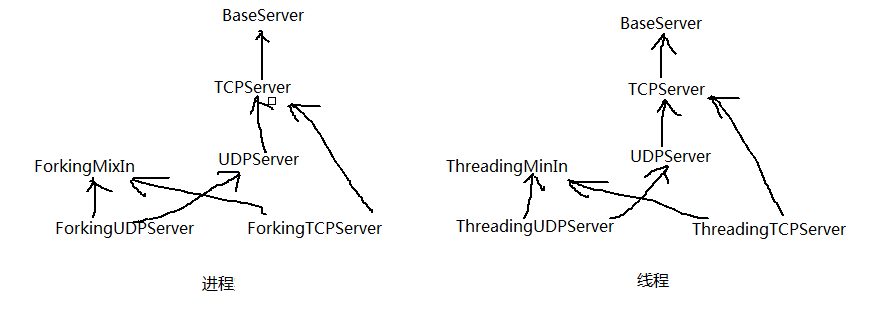 BaseServer
TCPServer
UDPServer
ForkingMixIn
ForkingUDPServer
ForkingTCPServer
进程
BaseServer
TCPServer
UDPServer
ThreadingMinIn
ThreadingUDPServer
ThreadingTCPServer
线程